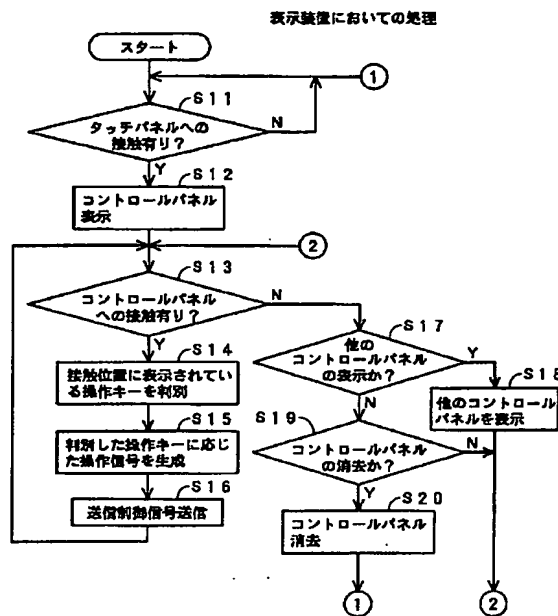 表示装置においての処理
スタート
1
S11
タッチパネルへの
接触有り?
N
Y
S12
コントロールパネル
表示
2
S13
コントロールパネル
への接触有り?
N
Y
S17
他の
コントロールパネル
の表示か?
Y
N
S14
接触位置に表示されてい
る操作キーを判別
S18
他のコントロール
パネルを表示
S15
判別した操作キーに応じ
た操作信号を生成
S19
コントロールパネル
の消去か?
N
Y
S16
送信制御信号送信
S20
コントロールパネル
消去
1
2